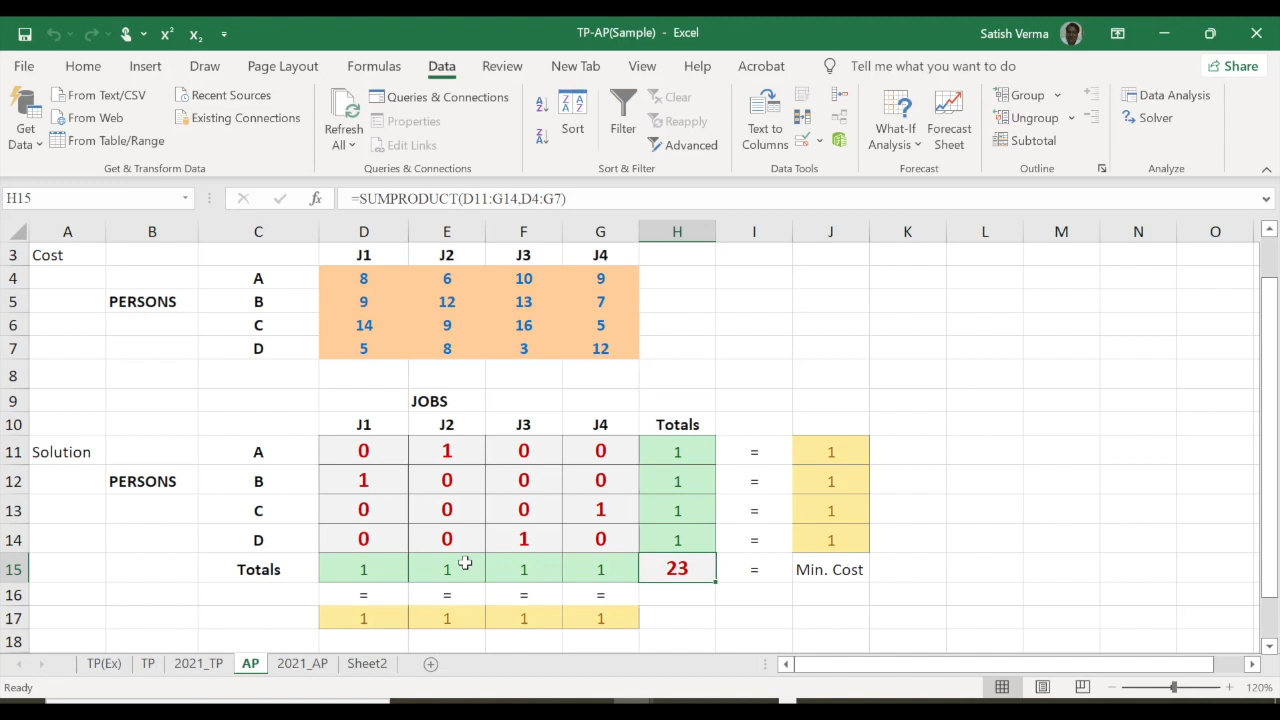 TP-AP(Sample) - Excel
Satish Verma
File Home Insert Draw Page Layout Formulas Data Review New Tab View Help Acrobat Tell me what you want to do Share
Get Data
From Text/CSV
From Web
From Table/Range
Recent Sources
Existing Connections
Get & Transform Data
Refresh All
Queries & Connections
Properties
Edit Links
Queries & Connections
Sort
Filter
Clear
Reapply
Advanced
Sort & Filter
Text to Columns
Data Tools
What-If Analysis
Forecast Sheet
Forecast
Group
Ungroup
Subtotal
Outline
Data Analysis
Solver
Analyze
H15 fx =SUMPRODUCT(D11:G14,D4:G7)
A B C D E F G H I J K L M N O
3 Cost J1 J2 J3 J4
4 A 8 6 10 9
5 PERSONS B 9 12 13 7
6 C 14 9 16 5
7 D 5 8 3 12
8
9 JOBS
10 J1 J2 J3 J4 Totals
11 Solution A 0 1 0 0 1 = 1
12 PERSONS B 1 0 0 0 1 = 1
13 C 0 0 0 1 1 = 1
14 D 0 0 1 0 1 = 1
15 Totals 1 1 1 1 23 = Min. Cost
16 = = = =
17 1 1 1 1
18
TP(Ex) TP 2021_TP AP 2021_AP Sheet2
Ready 120%